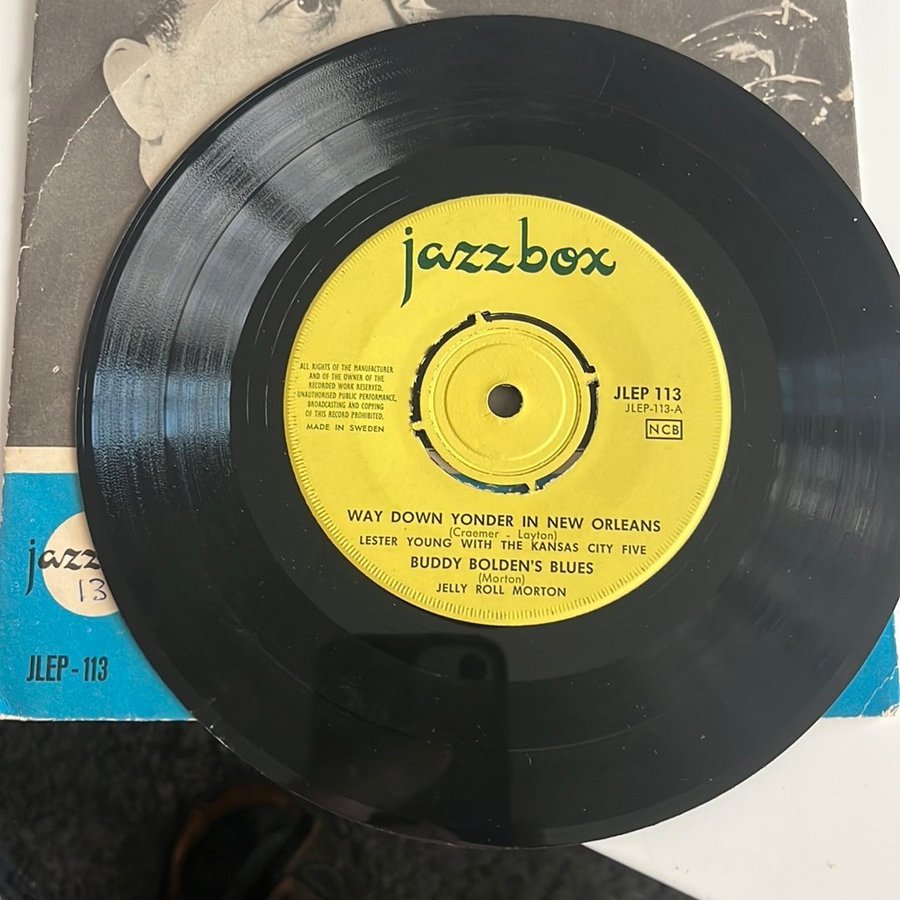 jazzbox
ALL RIGHTS OF THE MANUFACTURER
AND OF THE OWNER OF THE
RECORDED WORK RESERVED.
UNAUTHORISED PUBLIC PERFORMANCE,
BROADCASTING AND COPYING
OF THIS RECORD PROHIBITED.
MADE IN SWEDEN
JLEP 113
JLEP-113-A
NCB
WAY DOWN YONDER IN NEW ORLEANS
(Craemer - Layton)
LESTER YOUNG WITH THE KANSAS CITY FIVE
BUDDY BOLDEN'S BLUES
(Morton)
JELLY ROLL MORTON
jazz
13
JLEP-113